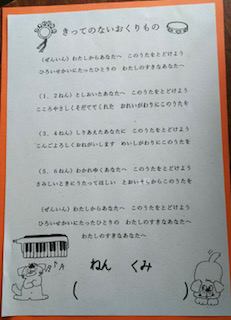 きってのないおくりもの
（ぜんいん）わたしからあなたへ　このうたをとどけよう
ひろいせかいにたったひとりの　わたしのすきなあなたへ
（1．2ねん）としおいたあなたへ　このうたをとどけよう
こころやさしくそだててくれた　おれいがわりにこのうたを
（3．4ねん）しりあえたあなたに　このうたをとどけよう
こんごよろしくおねがいします　めいしがわりにこのうたを
（5．6ねん）わかれゆくあなたへ　このうたをとどけよう
さみしいときにうたってほしい　とおいそらからこのうたを
（ぜんいん）わたしからあなたへ　このうたをとどけよう
ひろいせかいにたったひとりの　わたしのすきなあなたへ
わたしのすきなあなたへ
ねん　くみ
（　　　　　　　　）